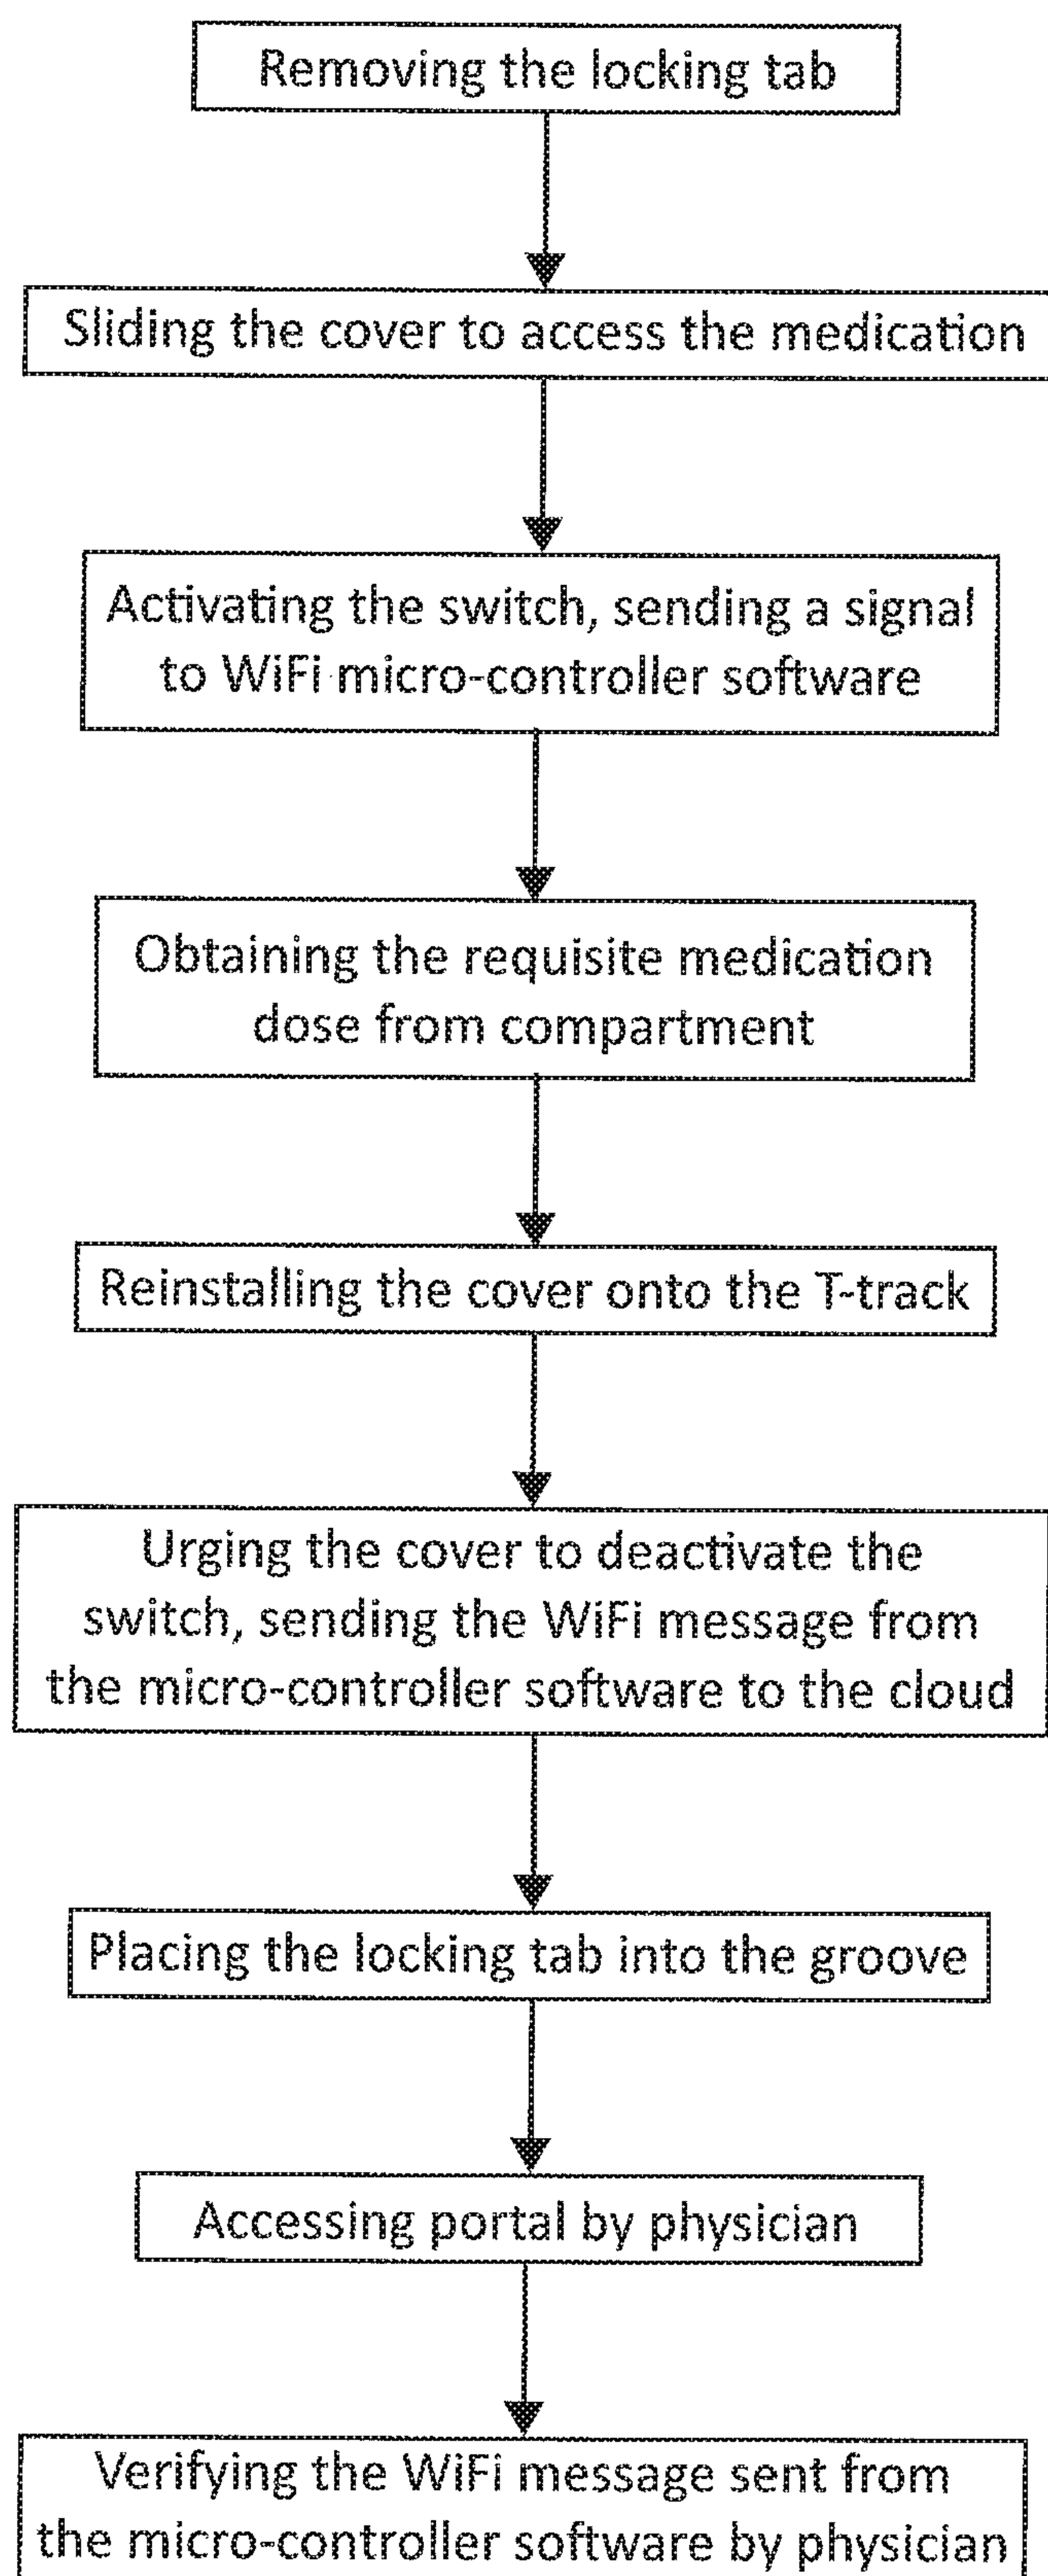 Removing the locking tab
Sliding the cover to access the medication
Activating the switch, sending a signal
to WiFi micro-controller software
Obtaining the requisite medication
dose from compartment
Reinstalling the cover onto the T-track
Urging the cover to deactivate the
switch, sending the WiFi message from
the micro-controller software to the cloud
Placing the locking tab into the groove
Accessing portal by physician
Verifying the WiFi message sent from
the micro-controller software by physician